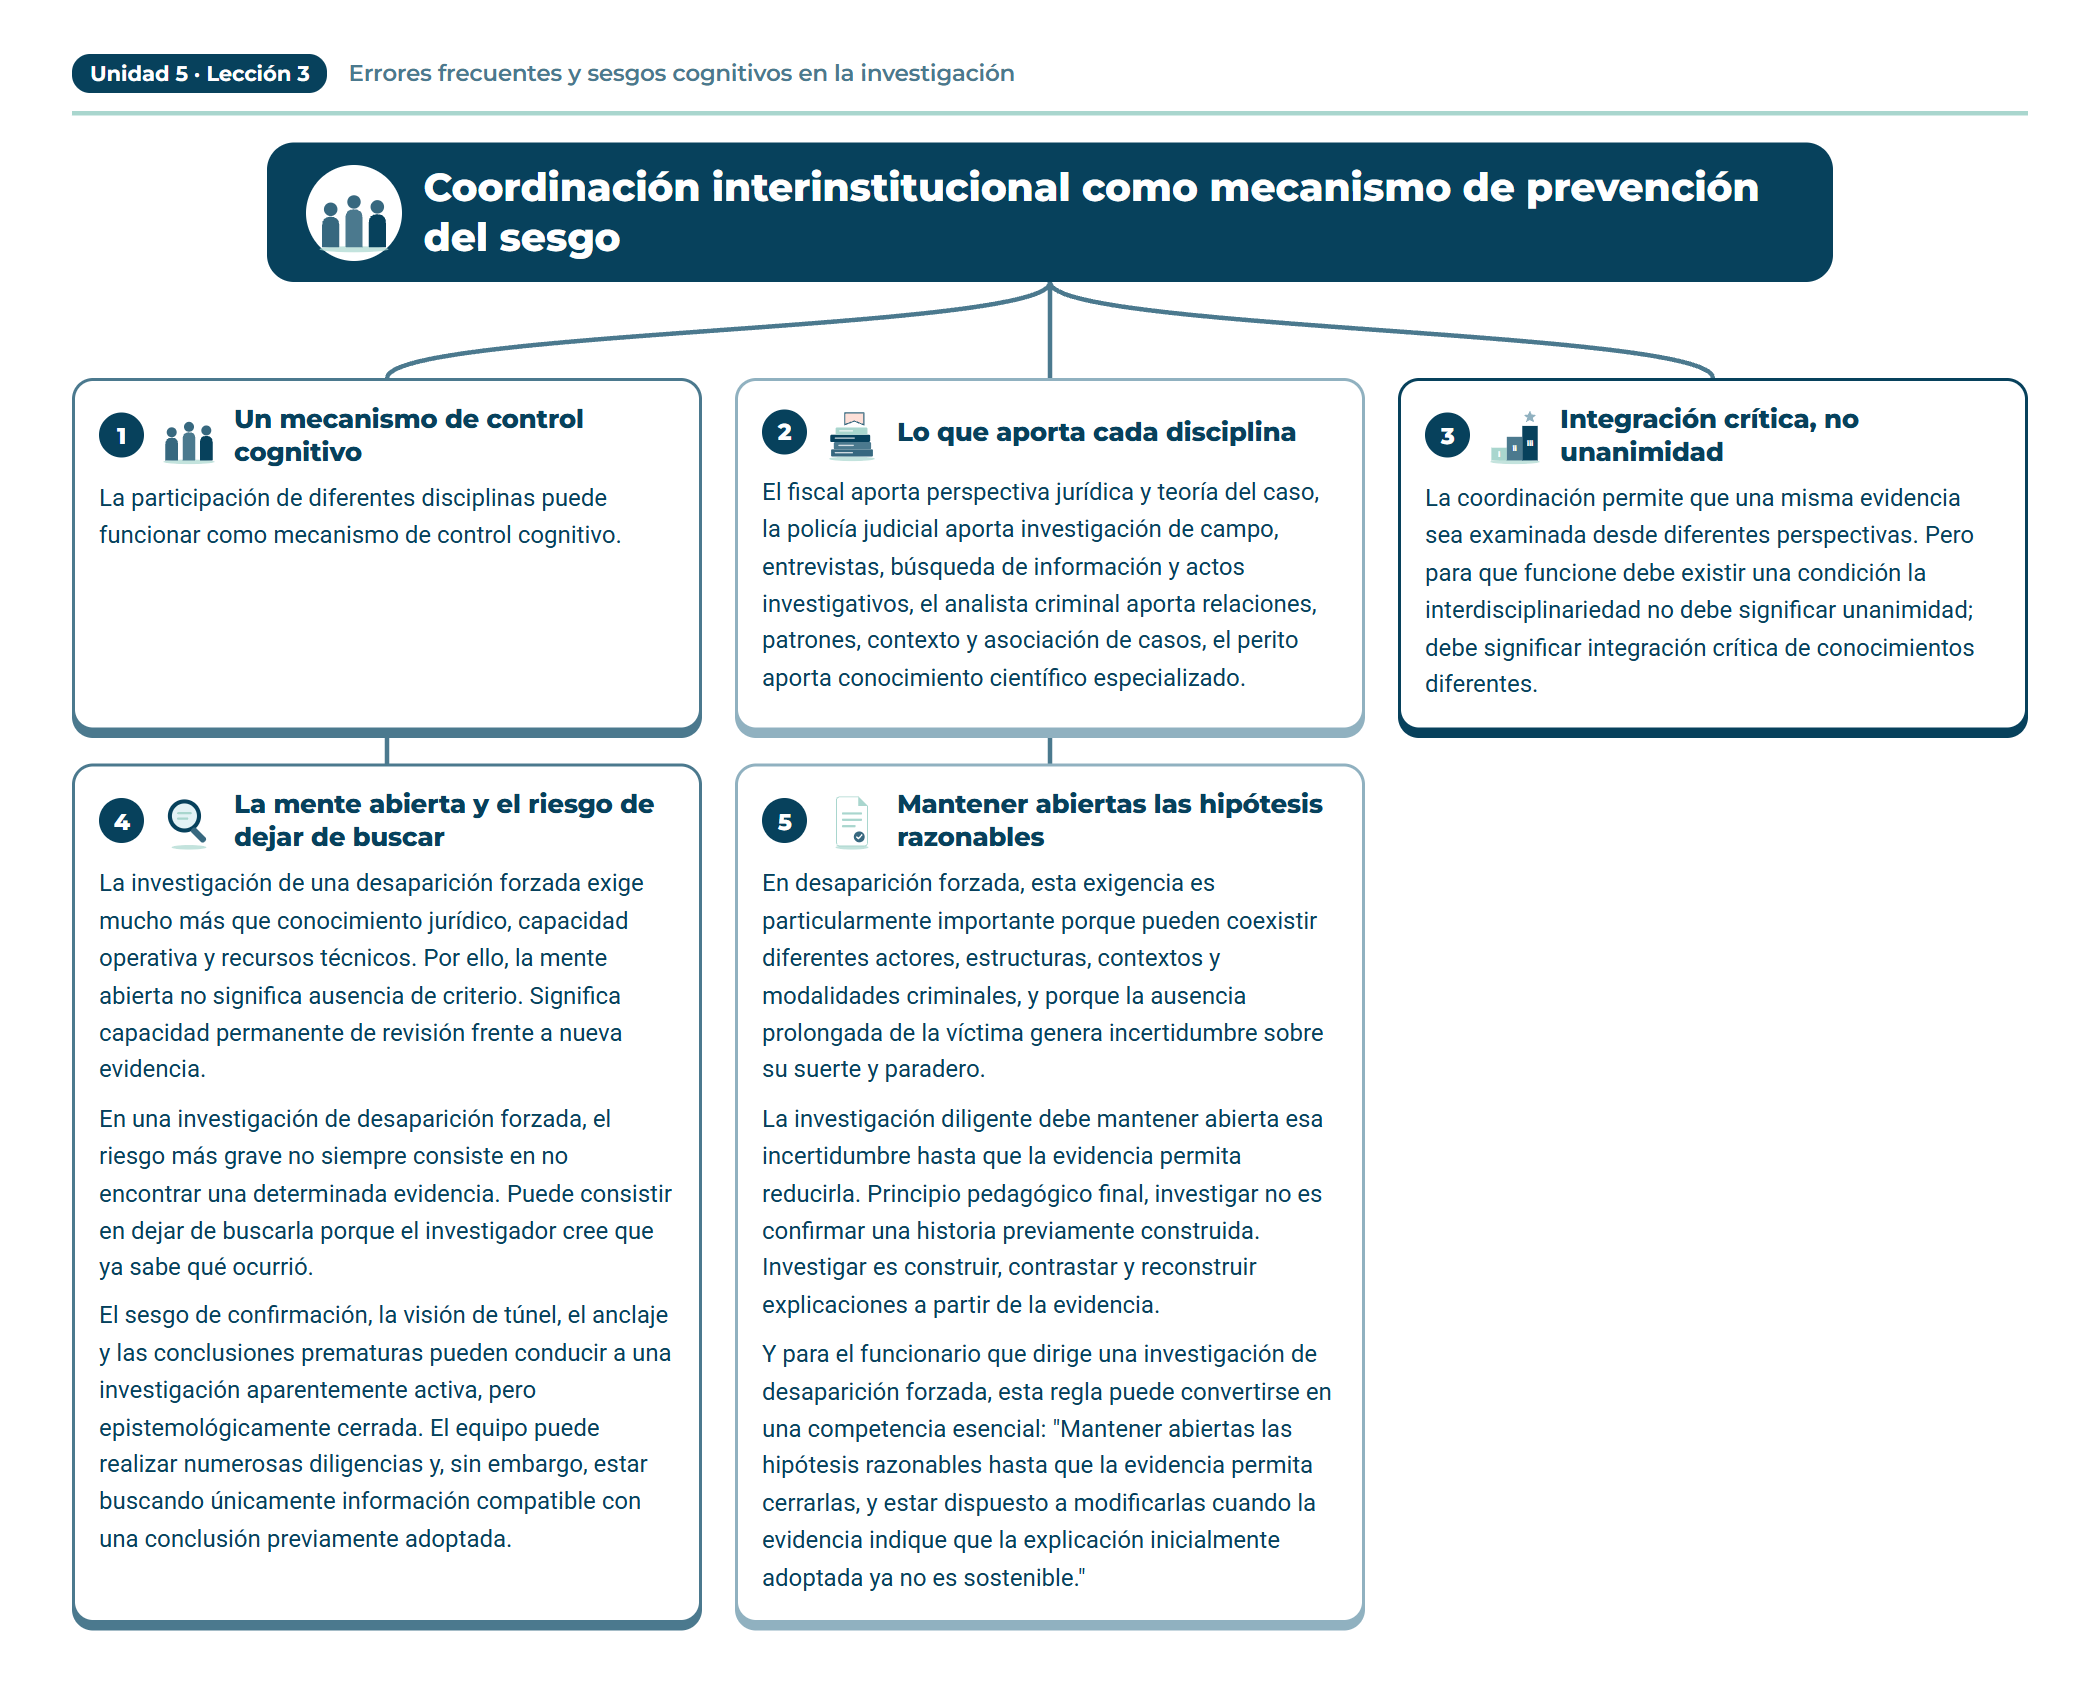 Unidad 5 · Lección 3
Errores frecuentes y sesgos cognitivos en la investigación
Coordinación interinstitucional como mecanismo de prevención
del sesgo
1
Un mecanismo de control
cognitivo
La participación de diferentes disciplinas puede
funcionar como mecanismo de control cognitivo.
2
Lo que aporta cada disciplina
El fiscal aporta perspectiva jurídica y teoría del caso,
la policía judicial aporta investigación de campo,
entrevistas, búsqueda de información y actos
investigativos, el analista criminal aporta relaciones,
patrones, contexto y asociación de casos, el perito
aporta conocimiento científico especializado.
3
Integración crítica, no
unanimidad
La coordinación permite que una misma evidencia
sea examinada desde diferentes perspectivas. Pero
para que funcione debe existir una condición la
interdisciplinariedad no debe significar unanimidad;
debe significar integración crítica de conocimientos
diferentes.
4
La mente abierta y el riesgo de
dejar de buscar
La investigación de una desaparición forzada exige
mucho más que conocimiento jurídico, capacidad
operativa y recursos técnicos. Por ello, la mente
abierta no significa ausencia de criterio. Significa
capacidad permanente de revisión frente a nueva
evidencia.
En una investigación de desaparición forzada, el
riesgo más grave no siempre consiste en no
encontrar una determinada evidencia. Puede consistir
en dejar de buscarla porque el investigador cree que
ya sabe qué ocurrió.
El sesgo de confirmación, la visión de túnel, el anclaje
y las conclusiones prematuras pueden conducir a una
investigación aparentemente activa, pero
epistemológicamente cerrada. El equipo puede
realizar numerosas diligencias y, sin embargo, estar
buscando únicamente información compatible con
una conclusión previamente adoptada.
5
Mantener abiertas las hipótesis
razonables
En desaparición forzada, esta exigencia es
particularmente importante porque pueden coexistir
diferentes actores, estructuras, contextos y
modalidades criminales, y porque la ausencia
prolongada de la víctima genera incertidumbre sobre
su suerte y paradero.
La investigación diligente debe mantener abierta esa
incertidumbre hasta que la evidencia permita
reducirla. Principio pedagógico final, investigar no es
confirmar una historia previamente construida.
Investigar es construir, contrastar y reconstruir
explicaciones a partir de la evidencia.
Y para el funcionario que dirige una investigación de
desaparición forzada, esta regla puede convertirse en
una competencia esencial: "Mantener abiertas las
hipótesis razonables hasta que la evidencia permita
cerrarlas, y estar dispuesto a modificarlas cuando la
evidencia indique que la explicación inicialmente
adoptada ya no es sostenible."